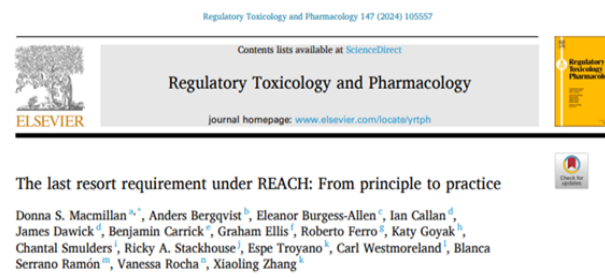 Regulatory Toxicology and Pharmacology 147 (2024) 105557
Contents lists available at ScienceDirect
Regulatory Toxicology and Pharmacology
journal homepage: www.elsevier.com/locate/yrtph
ELSEVIER
Regulatory
Toxicology and
Pharmacology
Check for
updates
The last resort requirement under REACH: From principle to practice
Donna S. Macmillan a,*, Anders Bergqvist b, Eleanor Burgess-Allen c, Ian Callan d,
James Dawick d, Benjamin Carrick e, Graham Ellis f, Roberto Ferro g, Katy Goyak h,
Chantal Smulders i, Ricky A. Stackhouse j, Espe Troyano k, Carl Westmoreland l, Blanca
Serrano Ramón m, Vanessa Rocha n, Xiaoling Zhang k